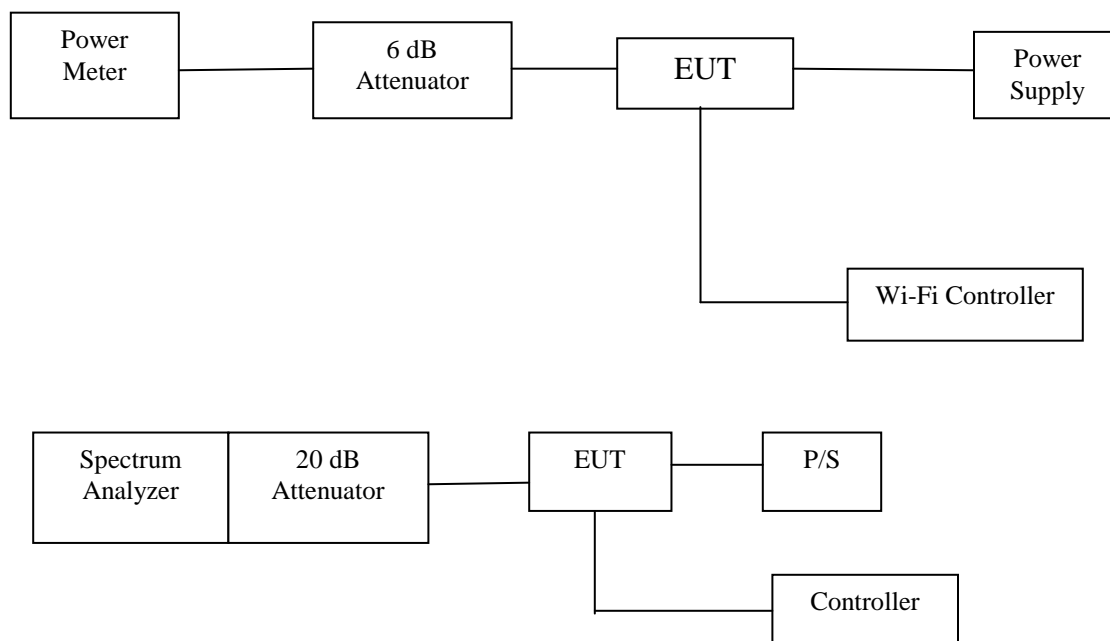 Power
Meter
6 dB
Attenuator
EUT
Power
Supply
Wi-Fi Controller
Spectrum
Analyzer
20 dB
Attenuator
EUT
P/S
Controller